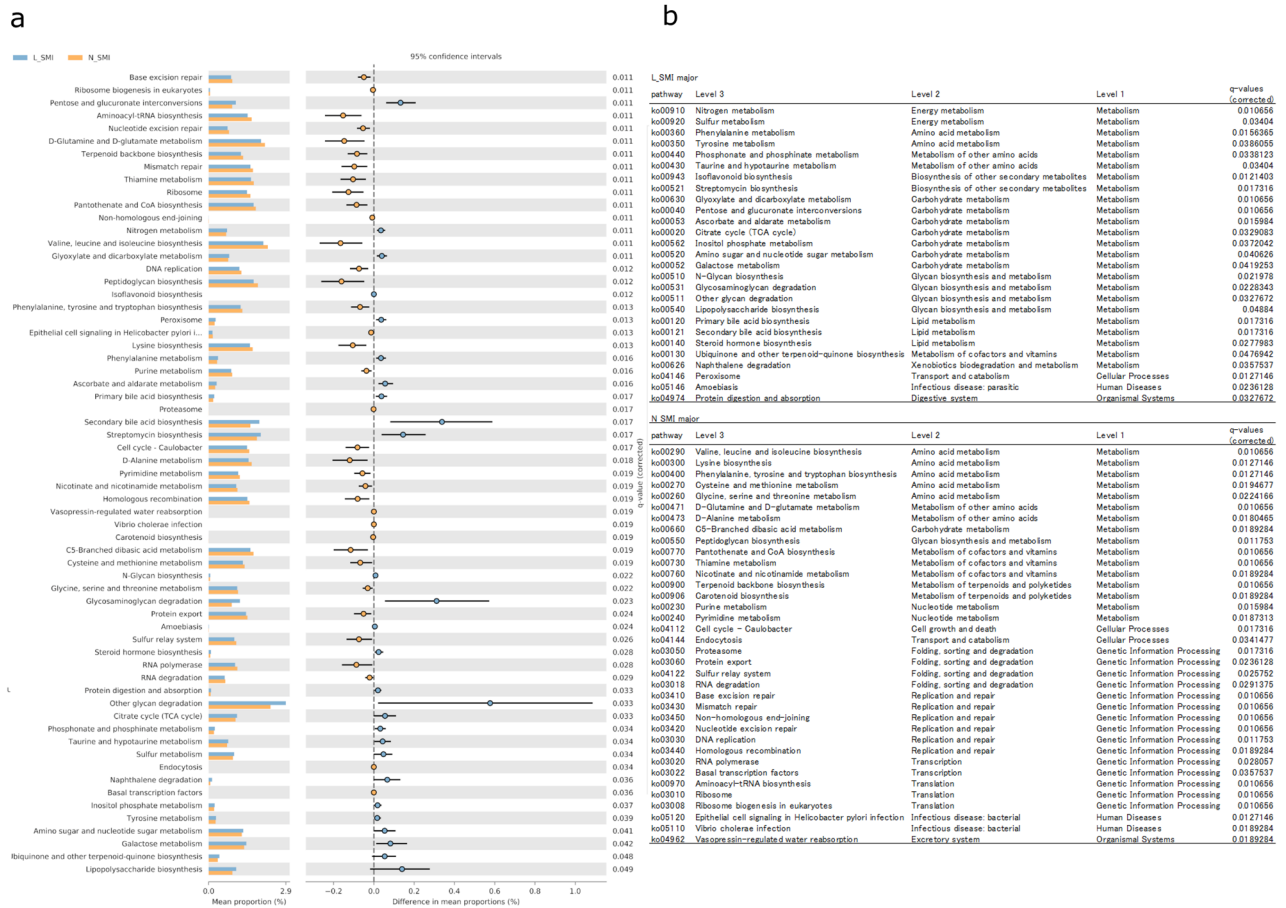 a
b
L_SMI N_SMI
95% confidence intervals
Base excision repair 0.011
Ribosome biogenesis in eukaryotes 0.011
Pentose and glucuronate interconversions 0.011
Aminoacyl-tRNA biosynthesis 0.011
Nucleotide excision repair 0.011
D-Glutamine and D-glutamate metabolism 0.011
Terpenoid backbone biosynthesis 0.011
Mismatch repair 0.011
Thiamine metabolism 0.011
Ribosome 0.011
Pantothenate and CoA biosynthesis 0.011
Non-homologous end-joining 0.011
Nitrogen metabolism 0.011
Valine, leucine and isoleucine biosynthesis 0.011
Glyoxylate and dicarboxylate metabolism 0.011
DNA replication 0.012
Peptidoglycan biosynthesis 0.012
Isoflavonoid biosynthesis 0.012
Phenylalanine, tyrosine and tryptophan biosynthesis 0.013
Peroxisome 0.013
Epithelial cell signaling in Helicobacter pylori i... 0.013
Lysine biosynthesis 0.013
Phenylalanine metabolism 0.016
Purine metabolism 0.016
Ascorbate and aldarate metabolism 0.016
Primary bile acid biosynthesis 0.017
Proteasome 0.017
Secondary bile acid biosynthesis 0.017
Streptomycin biosynthesis 0.017
Cell cycle - Caulobacter 0.017
D-Alanine metabolism 0.018
Pyrimidine metabolism 0.019
Nicotinate and nicotinamide metabolism 0.019
Homologous recombination 0.019
Vasopressin-regulated water reabsorption 0.019
Vibrio cholerae infection 0.019
Carotenoid biosynthesis 0.019
C5-Branched dibasic acid metabolism 0.019
Cysteine and methionine metabolism 0.019
N-Glycan biosynthesis 0.022
Glycine, serine and threonine metabolism 0.022
Glycosaminoglycan degradation 0.023
Protein export 0.024
Amoebiasis 0.024
Sulfur relay system 0.026
Steroid hormone biosynthesis 0.028
RNA polymerase 0.028
RNA degradation 0.029
Protein digestion and absorption 0.033
Other glycan degradation 0.033
Citrate cycle (TCA cycle) 0.033
Phosphonate and phosphinate metabolism 0.034
Taurine and hypotaurine metabolism 0.034
Sulfur metabolism 0.034
Endocytosis 0.034
Naphthalene degradation 0.036
Basal transcription factors 0.036
Inositol phosphate metabolism 0.037
Tyrosine metabolism 0.039
Amino sugar and nucleotide sugar metabolism 0.041
Galactose metabolism 0.042
lbiquinone and other terpenoid-quinone biosynthesis 0.048
Lipopolysaccharide biosynthesis 0.049
q-value (corrected)
0.0 2.9
Mean proportion (%)
−0.2 0.0 0.2 0.4 0.6 0.8 1.0
Difference in mean proportions (%)
L_SMI major
pathway Level 3 Level 2 Level 1 q-values (corrected)
ko00910 Nitrogen metabolism Energy metabolism Metabolism 0.010656
ko00920 Sulfur metabolism Energy metabolism Metabolism 0.03404
ko00360 Phenylalanine metabolism Amino acid metabolism Metabolism 0.0156365
ko00350 Tyrosine metabolism Amino acid metabolism Metabolism 0.0386055
ko00440 Phosphonate and phosphinate metabolism Metabolism of other amino acids Metabolism 0.0338123
ko00430 Taurine and hypotaurine metabolism Metabolism of other amino acids Metabolism 0.03404
ko00943 Isoflavonoid biosynthesis Biosynthesis of other secondary metabolites Metabolism 0.0121403
ko00521 Streptomycin biosynthesis Biosynthesis of other secondary metabolites Metabolism 0.017316
ko00630 Glyoxylate and dicarboxylate metabolism Carbohydrate metabolism Metabolism 0.010656
ko00040 Pentose and glucuronate interconversions Carbohydrate metabolism Metabolism 0.010656
ko00053 Ascorbate and aldarate metabolism Carbohydrate metabolism Metabolism 0.015984
ko00020 Citrate cycle (TCA cycle) Carbohydrate metabolism Metabolism 0.0329083
ko00562 Inositol phosphate metabolism Carbohydrate metabolism Metabolism 0.0372042
ko00520 Amino sugar and nucleotide sugar metabolism Carbohydrate metabolism Metabolism 0.040626
ko00052 Galactose metabolism Carbohydrate metabolism Metabolism 0.0419253
ko00510 N-Glycan biosynthesis Glycan biosynthesis and metabolism Metabolism 0.021978
ko00531 Glycosaminoglycan degradation Glycan biosynthesis and metabolism Metabolism 0.0228343
ko00511 Other glycan degradation Glycan biosynthesis and metabolism Metabolism 0.0327672
ko00540 Lipopolysaccharide biosynthesis Glycan biosynthesis and metabolism Metabolism 0.04884
ko00120 Primary bile acid biosynthesis Lipid metabolism Metabolism 0.017316
ko00121 Secondary bile acid biosynthesis Lipid metabolism Metabolism 0.017316
ko00140 Steroid hormone biosynthesis Lipid metabolism Metabolism 0.0277983
ko00130 Ubiquinone and other terpenoid-quinone biosynthesis Metabolism of cofactors and vitamins Metabolism 0.0476942
ko00626 Naphthalene degradation Xenobiotics biodegradation and metabolism Metabolism 0.0357537
ko04146 Peroxisome Transport and catabolism Cellular Processes 0.0127146
ko05146 Amoebiasis Infectious disease: parasitic Human Diseases 0.0236128
ko04974 Protein digestion and absorption Digestive system Organismal Systems 0.0327672
N_SMI major
pathway Level 3 Level 2 Level 1 q-values (corrected)
ko00290 Valine, leucine and isoleucine biosynthesis Amino acid metabolism Metabolism 0.010656
ko00300 Lysine biosynthesis Amino acid metabolism Metabolism 0.0127146
ko00400 Phenylalanine, tyrosine and tryptophan biosynthesis Amino acid metabolism Metabolism 0.0127146
ko00270 Cysteine and methionine metabolism Amino acid metabolism Metabolism 0.0194677
ko00260 Glycine, serine and threonine metabolism Amino acid metabolism Metabolism 0.0224166
ko00471 D-Glutamine and D-glutamate metabolism Metabolism of other amino acids Metabolism 0.010656
ko00473 D-Alanine metabolism Metabolism of other amino acids Metabolism 0.0180465
ko00660 C5-Branched dibasic acid metabolism Carbohydrate metabolism Metabolism 0.0189284
ko00550 Peptidoglycan biosynthesis Glycan biosynthesis and metabolism Metabolism 0.011753
ko00770 Pantothenate and CoA biosynthesis Metabolism of cofactors and vitamins Metabolism 0.010656
ko00730 Thiamine metabolism Metabolism of cofactors and vitamins Metabolism 0.010656
ko00760 Nicotinate and nicotinamide metabolism Metabolism of cofactors and vitamins Metabolism 0.0189284
ko00900 Terpenoid backbone biosynthesis Metabolism of terpenoids and polyketides Metabolism 0.010656
ko00906 Carotenoid biosynthesis Metabolism of terpenoids and polyketides Metabolism 0.0189284
ko00230 Purine metabolism Nucleotide metabolism Metabolism 0.015984
ko00240 Pyrimidine metabolism Nucleotide metabolism Metabolism 0.0187313
ko04112 Cell cycle - Caulobacter Cell growth and death Cellular Processes 0.017316
ko04144 Endocytosis Transport and catabolism Cellular Processes 0.0341477
ko03050 Proteasome Folding, sorting and degradation Genetic Information Processing 0.017316
ko03060 Protein export Folding, sorting and degradation Genetic Information Processing 0.0236128
ko04122 Sulfur relay system Folding, sorting and degradation Genetic Information Processing 0.025752
ko03018 RNA degradation Folding, sorting and degradation Genetic Information Processing 0.0291375
ko03410 Base excision repair Replication and repair Genetic Information Processing 0.010656
ko03430 Mismatch repair Replication and repair Genetic Information Processing 0.010656
ko03450 Non-homologous end-joining Replication and repair Genetic Information Processing 0.010656
ko03420 Nucleotide excision repair Replication and repair Genetic Information Processing 0.010656
ko03030 DNA replication Replication and repair Genetic Information Processing 0.011753
ko03440 Homologous recombination Replication and repair Genetic Information Processing 0.0189284
ko03020 RNA polymerase Transcription Genetic Information Processing 0.028057
ko03022 Basal transcription factors Transcription Genetic Information Processing 0.0357537
ko00970 Aminoacyl-tRNA biosynthesis Translation Genetic Information Processing 0.010656
ko03010 Ribosome Translation Genetic Information Processing 0.010656
ko03008 Ribosome biogenesis in eukaryotes Translation Genetic Information Processing 0.010656
ko05120 Epithelial cell signaling in Helicobacter pylori infection Infectious disease: bacterial Human Diseases 0.0127146
ko05110 Vibrio cholerae infection Infectious disease: bacterial Human Diseases 0.0189284
ko04962 Vasopressin-regulated water reabsorption Excretory system Organismal Systems 0.0189284